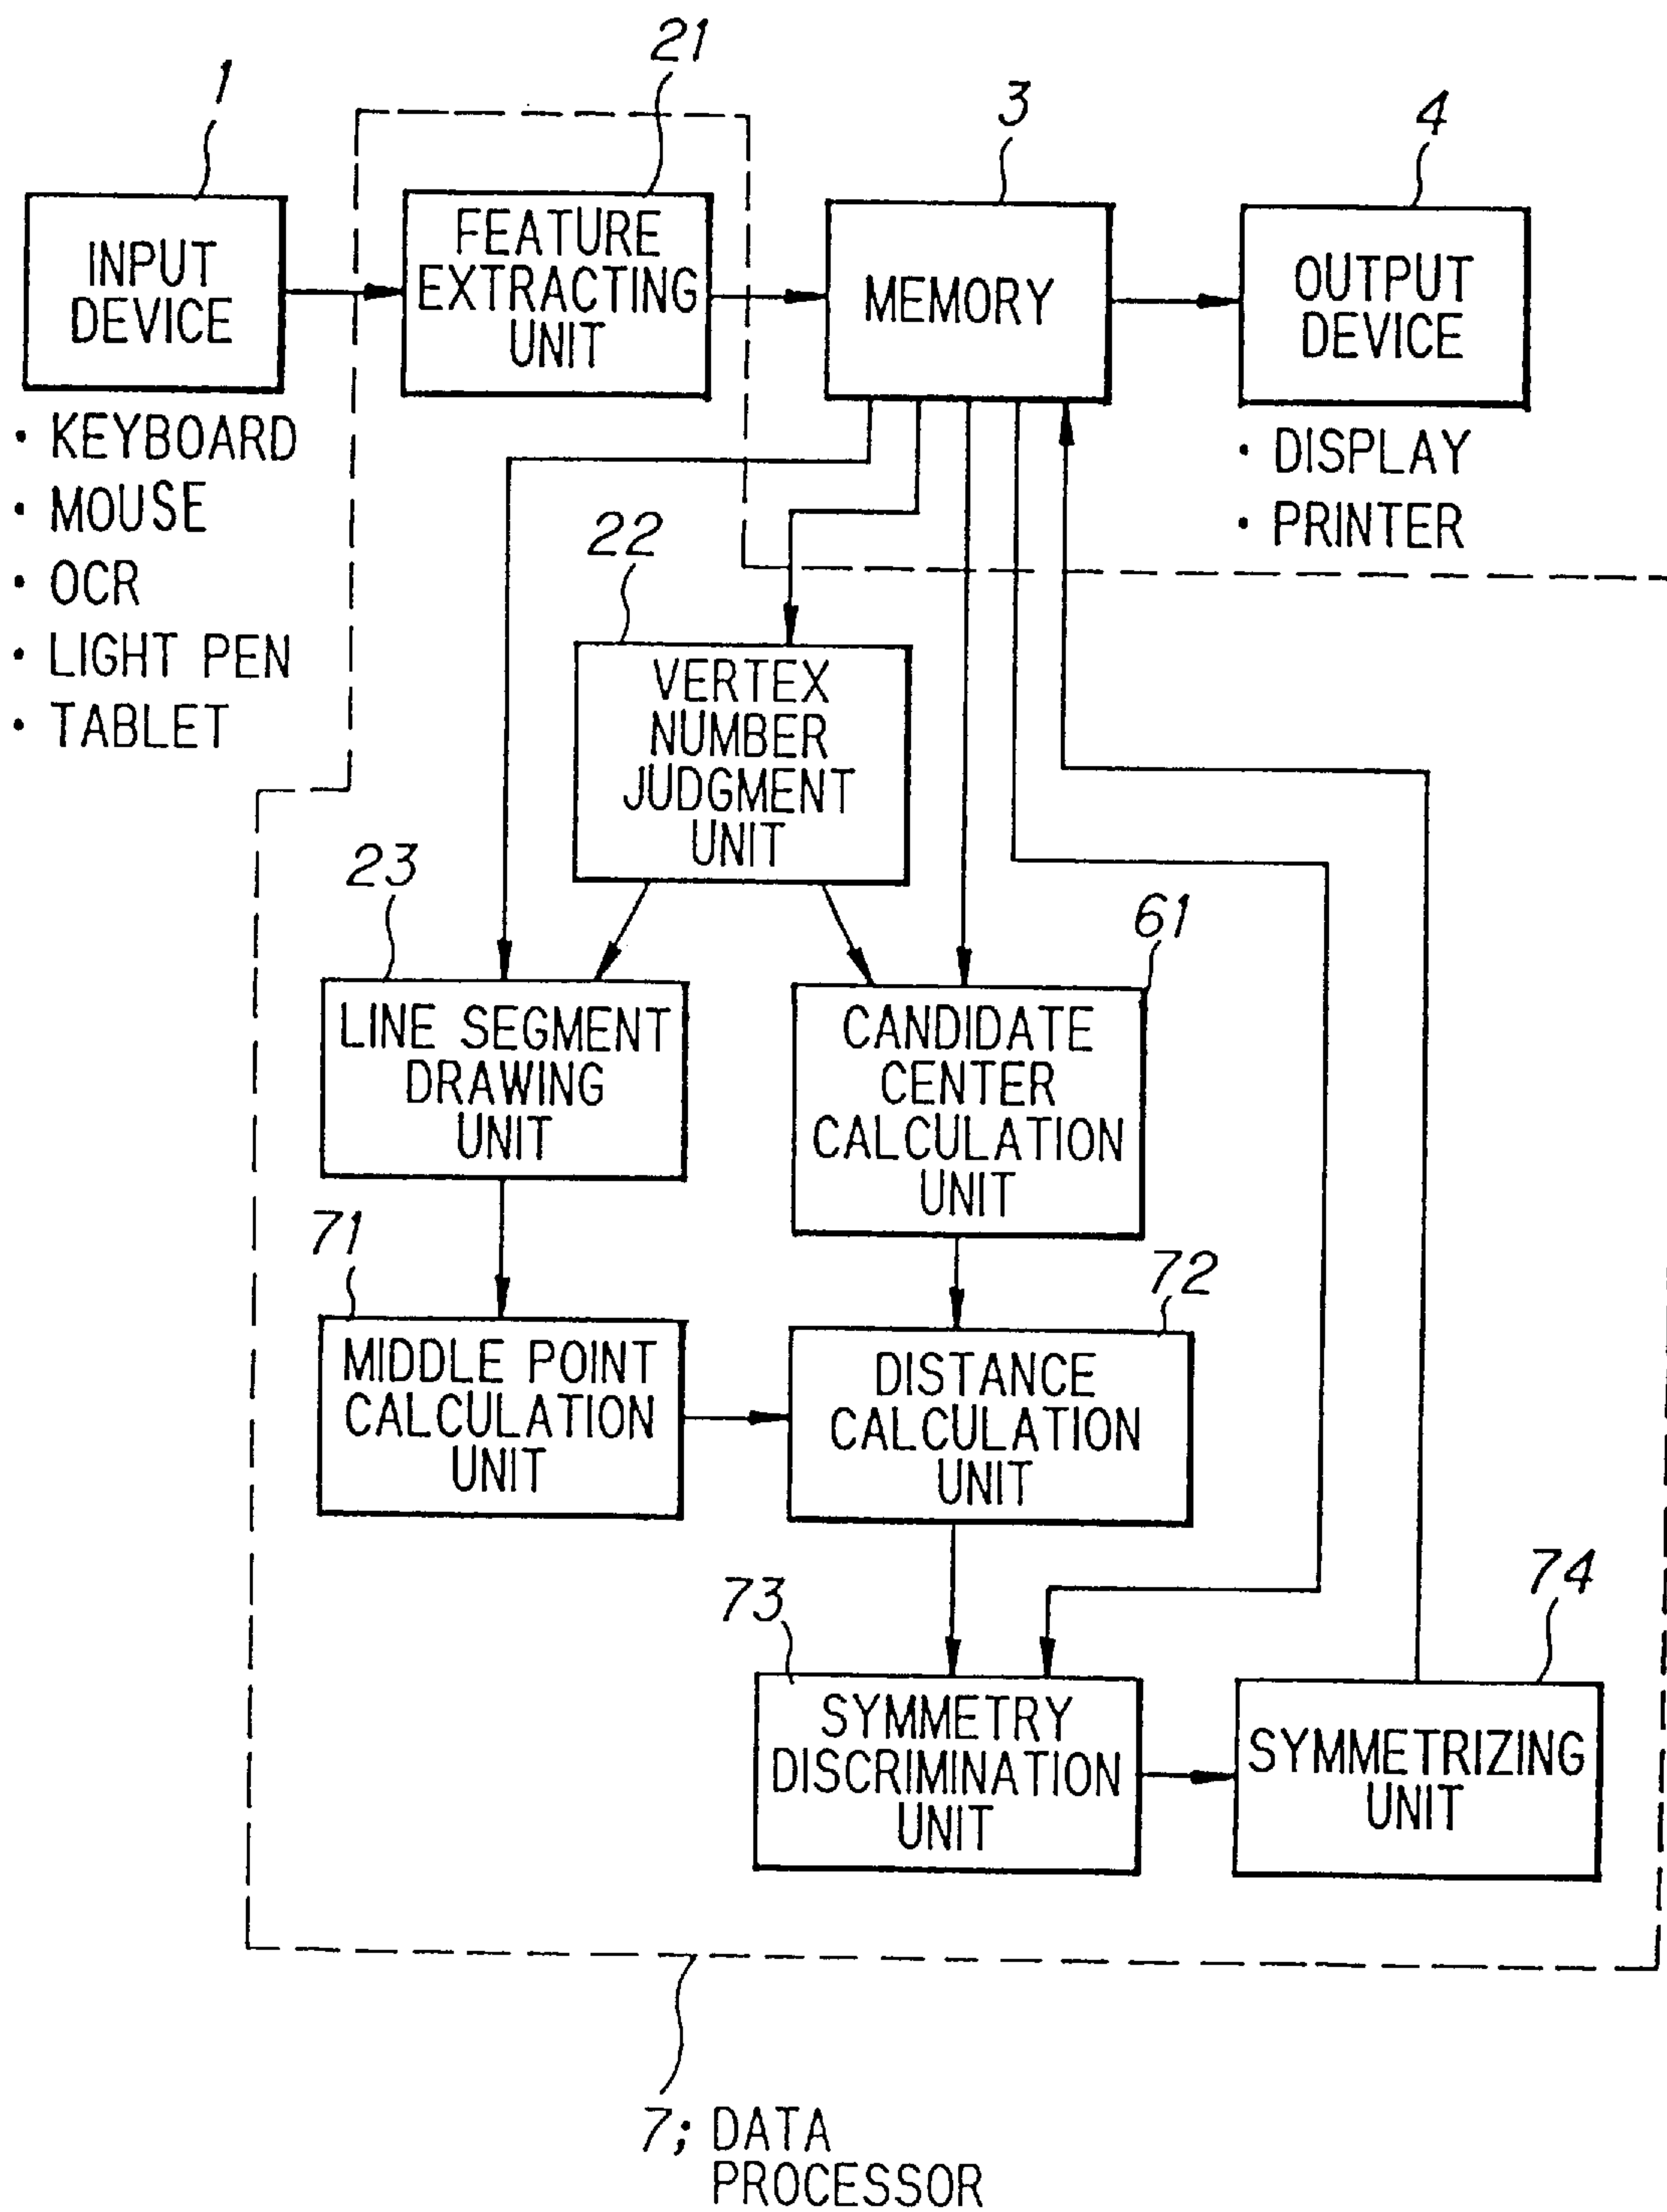 1
21
3
4
INPUT
DEVICE
FEATURE
EXTRACTING
UNIT
MEMORY
OUTPUT
DEVICE
· KEYBOARD
· MOUSE
· OCR
· LIGHT PEN
· TABLET
· DISPLAY
· PRINTER
22
VERTEX
NUMBER
JUDGMENT
UNIT
23
LINE SEGMENT
DRAWING
UNIT
61
CANDIDATE
CENTER
CALCULATION
UNIT
71
MIDDLE POINT
CALCULATION
UNIT
72
DISTANCE
CALCULATION
UNIT
73
SYMMETRY
DISCRIMINATION
UNIT
74
SYMMETRIZING
UNIT
7; DATA
PROCESSOR